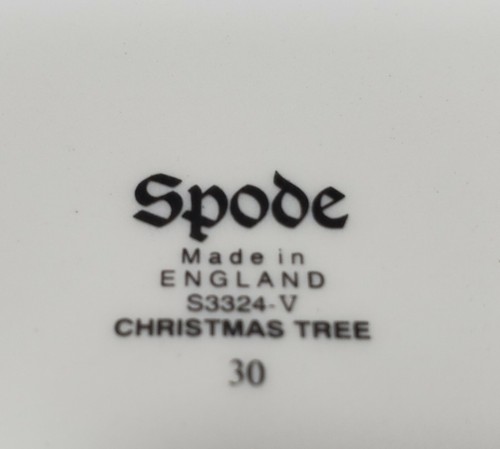 Spode
Made in
ENGLAND
S3324-V
CHRISTMAS TREE
30